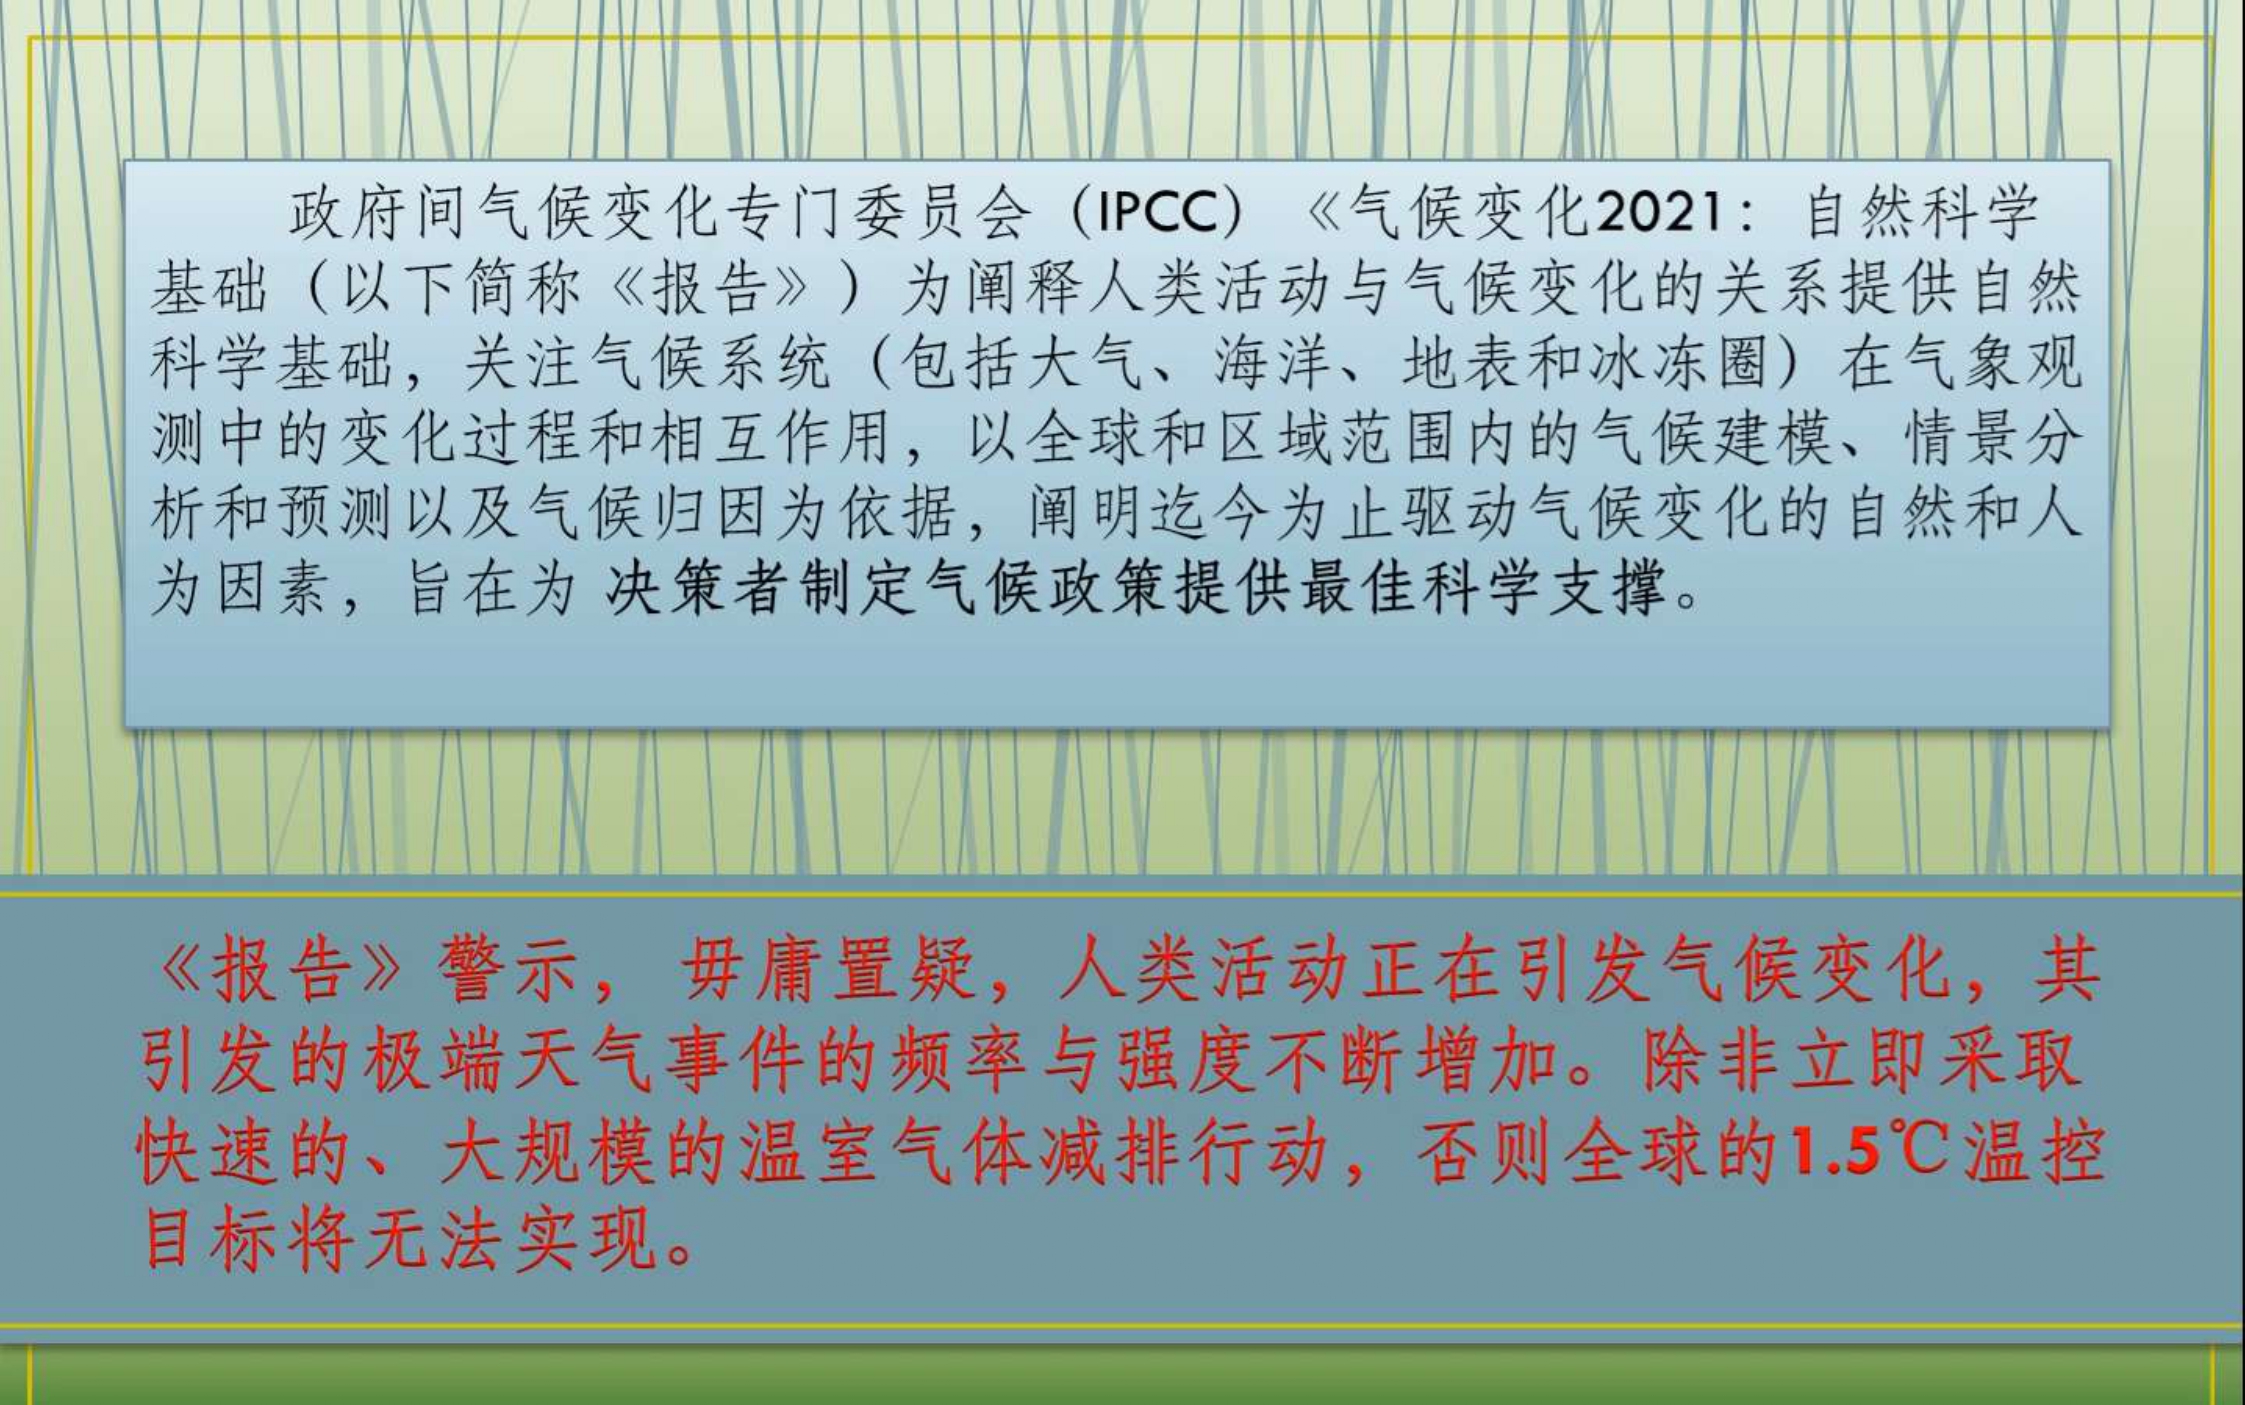 政府间气候变化专门委员会（IPCC）《气候变化2021：自然科学
基础（以下简称《报告》）为阐释人类活动与气候变化的关系提供自然
科学基础，关注气候系统（包括大气、海洋、地表和冰冻圈）在气象观
测中的变化过程和相互作用，以全球和区域范围内的气候建模、情景分
析和预测以及气候归因为依据，阐明迄今为止驱动气候变化的自然和人
为因素，旨在为 决策者制定气候政策提供最佳科学支撑。
《报告》警示，毋庸置疑，人类活动正在引发气候变化，其
引发的极端天气事件的频率与强度不断增加。除非立即采取
快速的、大规模的温室气体减排行动，否则全球的1.5℃温控
目标将无法实现。